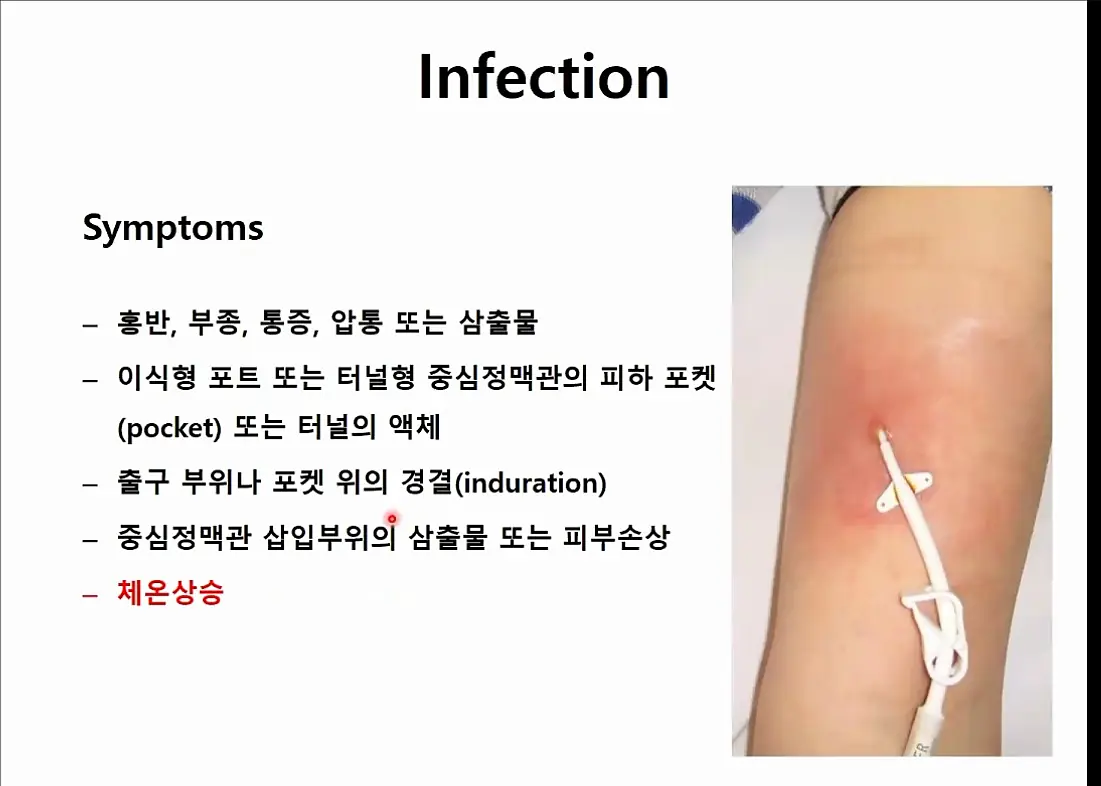 Infection
Symptoms
– 홍반, 부종, 통증, 압통 또는 삼출물
– 이식형 포트 또는 터널형 중심정맥관의 피하 포켓
(pocket) 또는 터널의 액체
– 출구 부위나 포켓 위의 경결(induration)
– 중심정맥관 삽입부위의 삼출물 또는 피부손상
– 체온상승